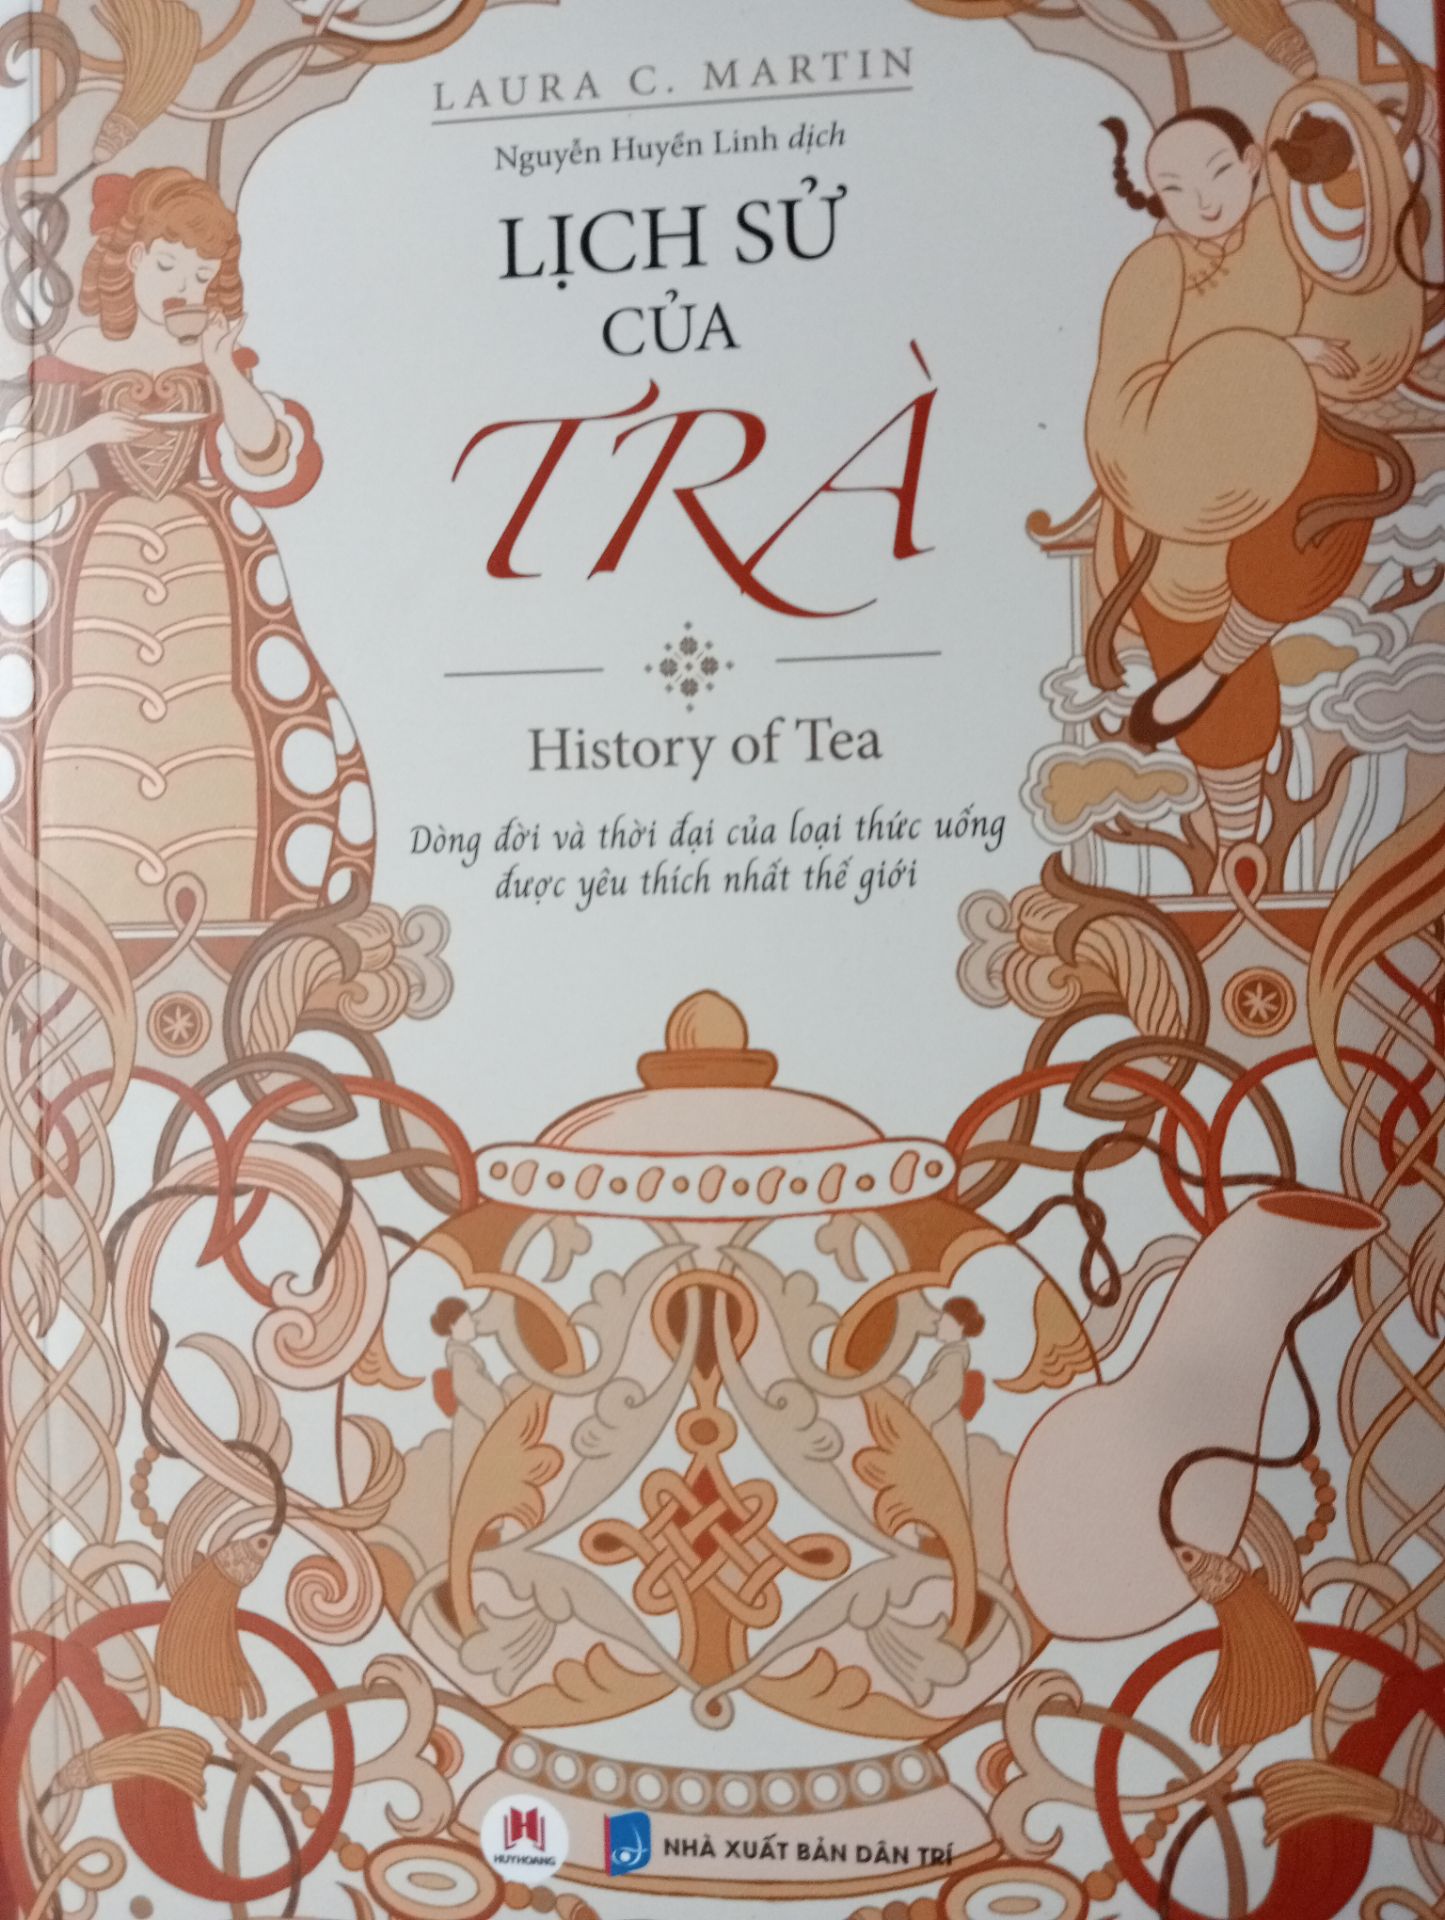 LAURA C. MARTIN
Nguyễn Huyền Linh dịch
LỊCH SỬ
CỦA
TRÀ
History of Tea
Dòng đời và thời đại của loại thức uống
được yêu thích nhất thế giới
HUYHOANG
NHÀ XUẤT BẢN DÂN TRÍ